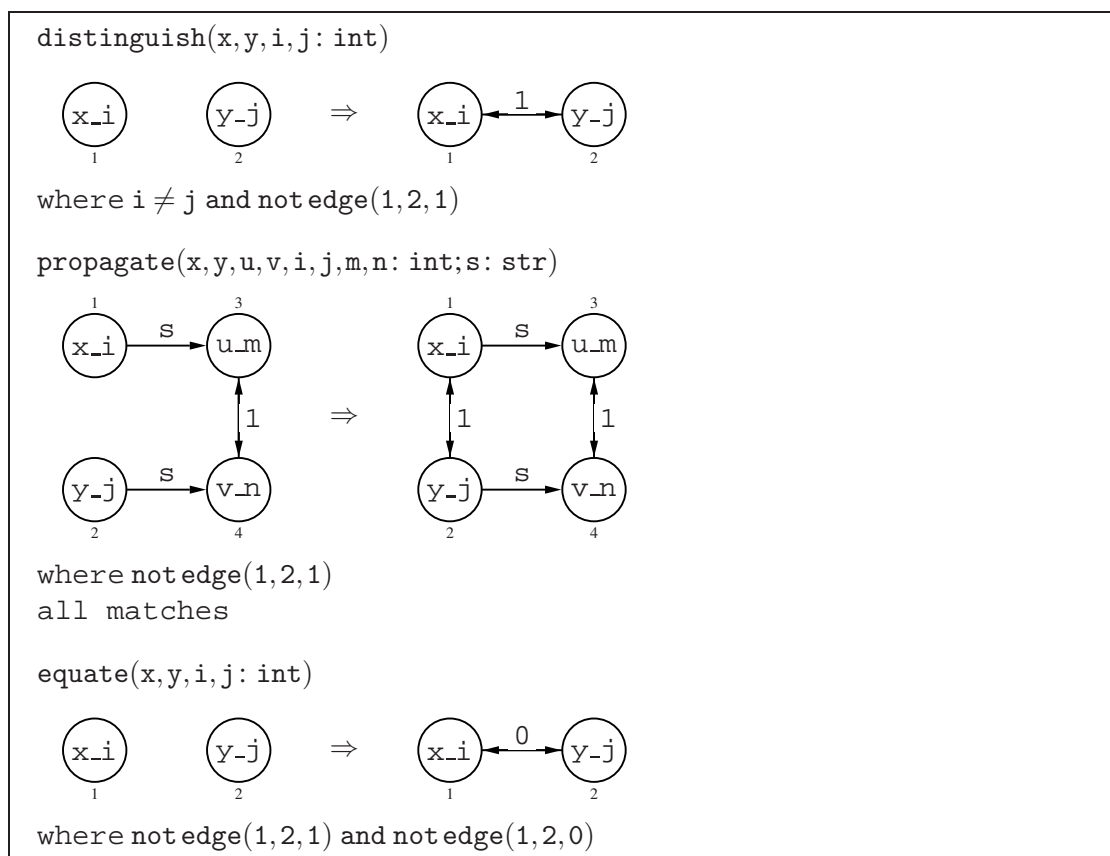 distinguish(x,y,i,j: int)
x_i y_j ⇒ x_i 1 y_j
1 2 1 2
where i ≠ j and not edge(1,2,1)
propagate(x,y,u,v,i,j,m,n: int;s: str)
1 3 1 3
x_i s u_m x_i s u_m
1 ⇒ 1 1
y_j s v_n y_j s v_n
2 4 2 4
where not edge(1,2,1)
all matches
equate(x,y,i,j: int)
x_i y_j ⇒ x_i 0 y_j
1 2 1 2
where not edge(1,2,1) and not edge(1,2,0)